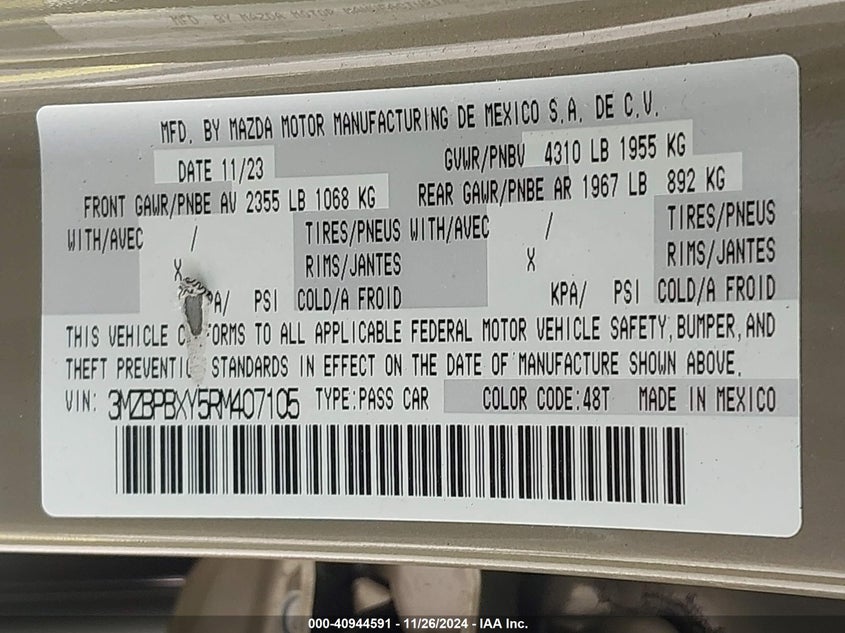 MFD. BY MAZDA MOTOR MANUFACTURING DE MEXICO S.A. DE C.V.
DATE 11/23 GVWR/PNBV 4310 LB 1955 KG
FRONT GAWR/PNBE AV 2355 LB 1068 KG REAR GAWR/PNBE AR 1967 LB 892 KG
WITH/AVEC / TIRES/PNEUS WITH/AVEC / TIRES/PNEUS
X RIMS/JANTES X RIMS/JANTES
PA/ PSI COLD/A FROID KPA/ PSI COLD/A FROID
THIS VEHICLE C FORMS TO ALL APPLICABLE FEDERAL MOTOR VEHICLE SAFETY, BUMPER, AND
THEFT PREVENTI STANDARDS IN EFFECT ON THE DATE OF MANUFACTURE SHOWN ABOVE.
VIN: 3MZBPBXY5RM407105 TYPE:PASS CAR COLOR CODE:48T MADE IN MEXICO
000-40944591 - 11/26/2024 - IAA Inc.